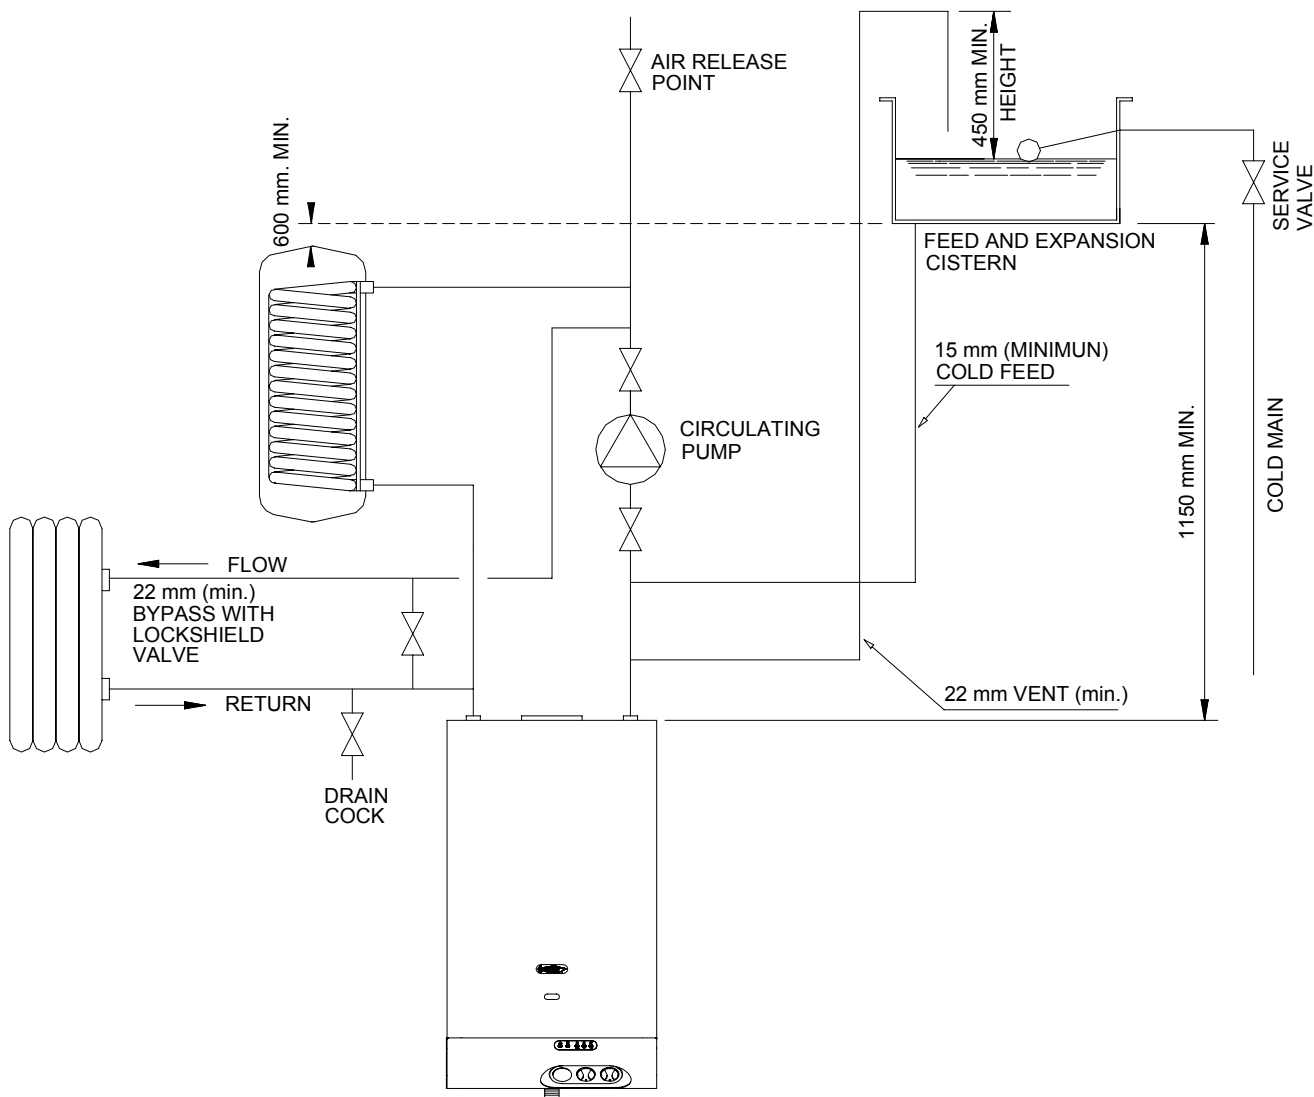 AIR RELEASE
POINT
450 mm MIN.
HEIGHT
600 mm. MIN.
SERVICE
VALVE
FEED AND EXPANSION
CISTERN
15 mm (MINIMUN)
COLD FEED
CIRCULATING
PUMP
1150 mm MIN.
COLD MAIN
FLOW
22 mm (min.)
BYPASS WITH
LOCKSHIELD
VALVE
RETURN
22 mm VENT (min.)
DRAIN
COCK